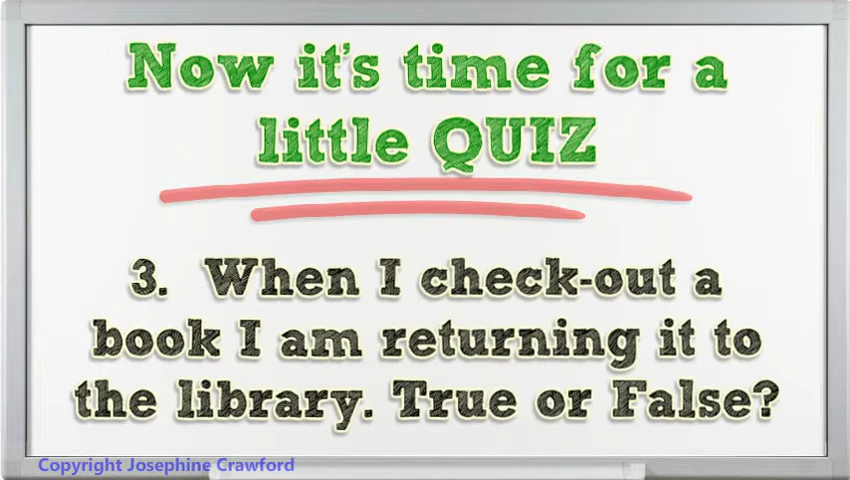 Now it's time for a
little QUIZ
3. When I check-out a
book I am returning it to
the library. True or False?
Copyright Josephine Crawford